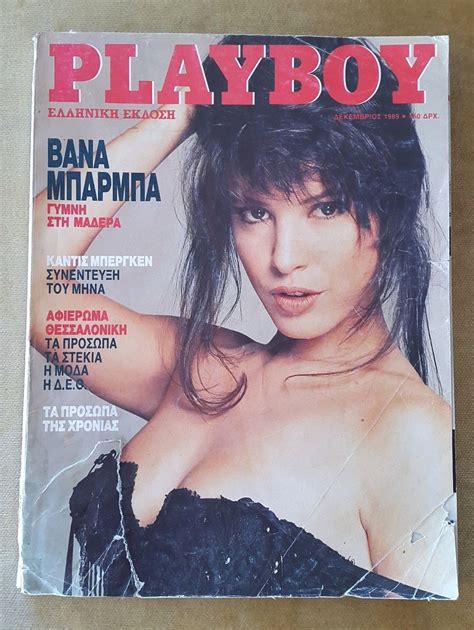 PLAYBOY
ΕΛΛΗΝΙΚΗ ΕΚΔΟΣΗ
ΔΕΚΕΜΒΡΙΟΣ 1989 • ΔΡΧ.
ΒΑΝΑ
ΜΠΑΡΜΠΑ
ΓΥΜΝΗ
ΣΤΗ ΜΑΔΕΡΑ
ΚΑΝΤΙΣ ΜΠΕΡΓΚΕΝ
ΣΥΝΕΝΤΕΥΞΗ
ΤΟΥ ΜΗΝΑ
ΑΦΙΕΡΩΜΑ
ΘΕΣΣΑΛΟΝΙΚΗ
ΤΑ ΠΡΟΣΩΠΑ
ΤΑ ΣΤΕΚΙΑ
Η ΜΟΔΑ
Η Δ.Ε.Θ.
ΤΑ ΠΡΟΣΩΠΑ
ΤΗΣ ΧΡΟΝΙΑΣ